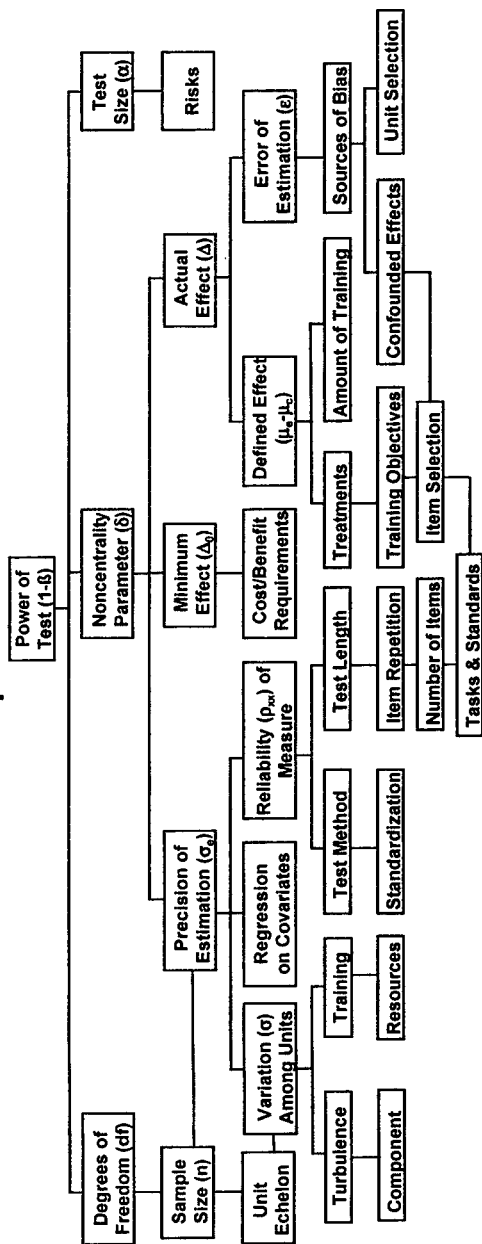 Power of
Test (1-ß)
Degrees of
Freedom (df)
Noncentrality
Parameter (δ)
Test
Size (α)
Sample
Size (n)
Precision of
Estimation (σₑ)
Minimum
Effect (Δ₀)
Actual
Effect (Δ)
Risks
Unit
Echelon
Variation (σ)
Among Units
Regression
on Covariates
Reliability (ρₓₓ) of
Measure
Cost/Benefit
Requirements
Defined Effect
(μₑ-μ꜀)
Error of
Estimation (ε)
Turbulence
Training
Test Method
Test Length
Treatments
Amount of Training
Sources of Bias
Component
Resources
Standardization
Item Repetition
Training Objectives
Confounded Effects
Unit Selection
Number of Items
Item Selection
Tasks & Standards